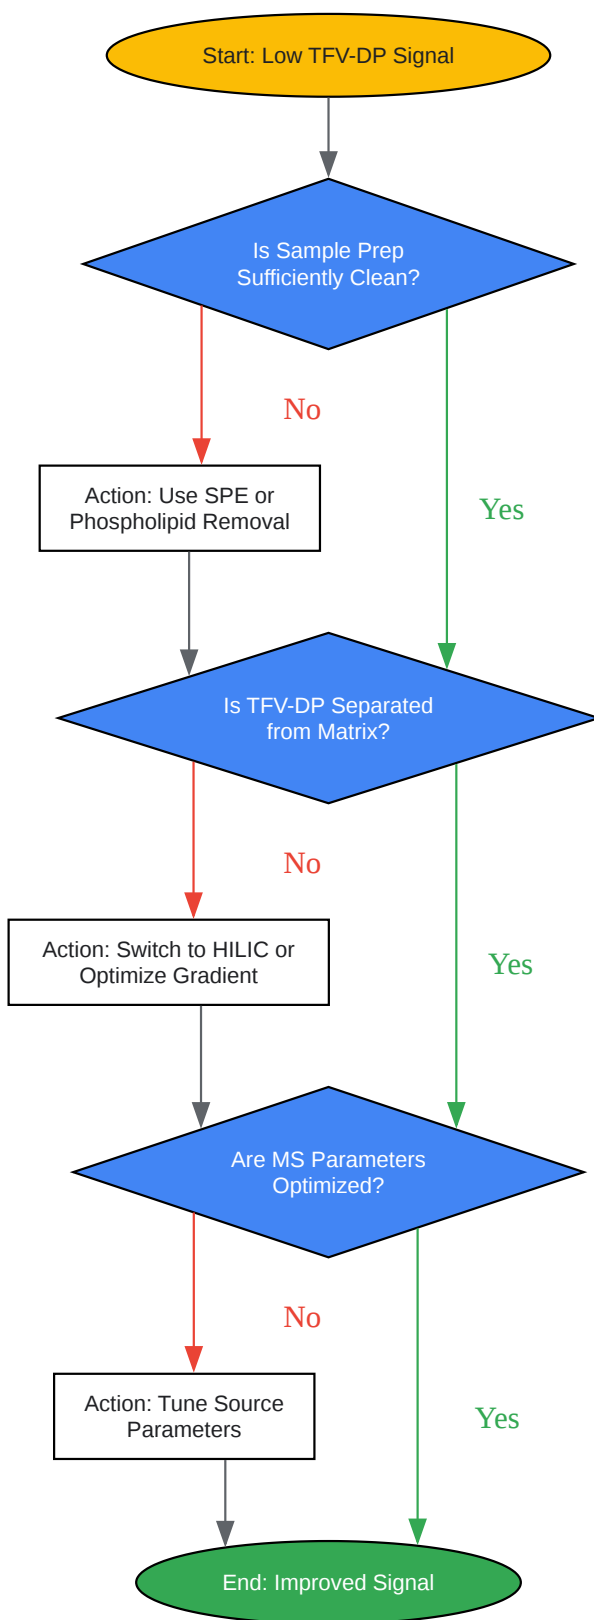 Start: Low TFV-DP Signal
Is Sample Prep
Sufficiently Clean?
No
Action: Use SPE or
Phospholipid Removal
Yes
Is TFV-DP Separated
from Matrix?
No
Action: Switch to HILIC or
Optimize Gradient
Yes
Are MS Parameters
Optimized?
No
Action: Tune Source
Parameters
Yes
End: Improved Signal